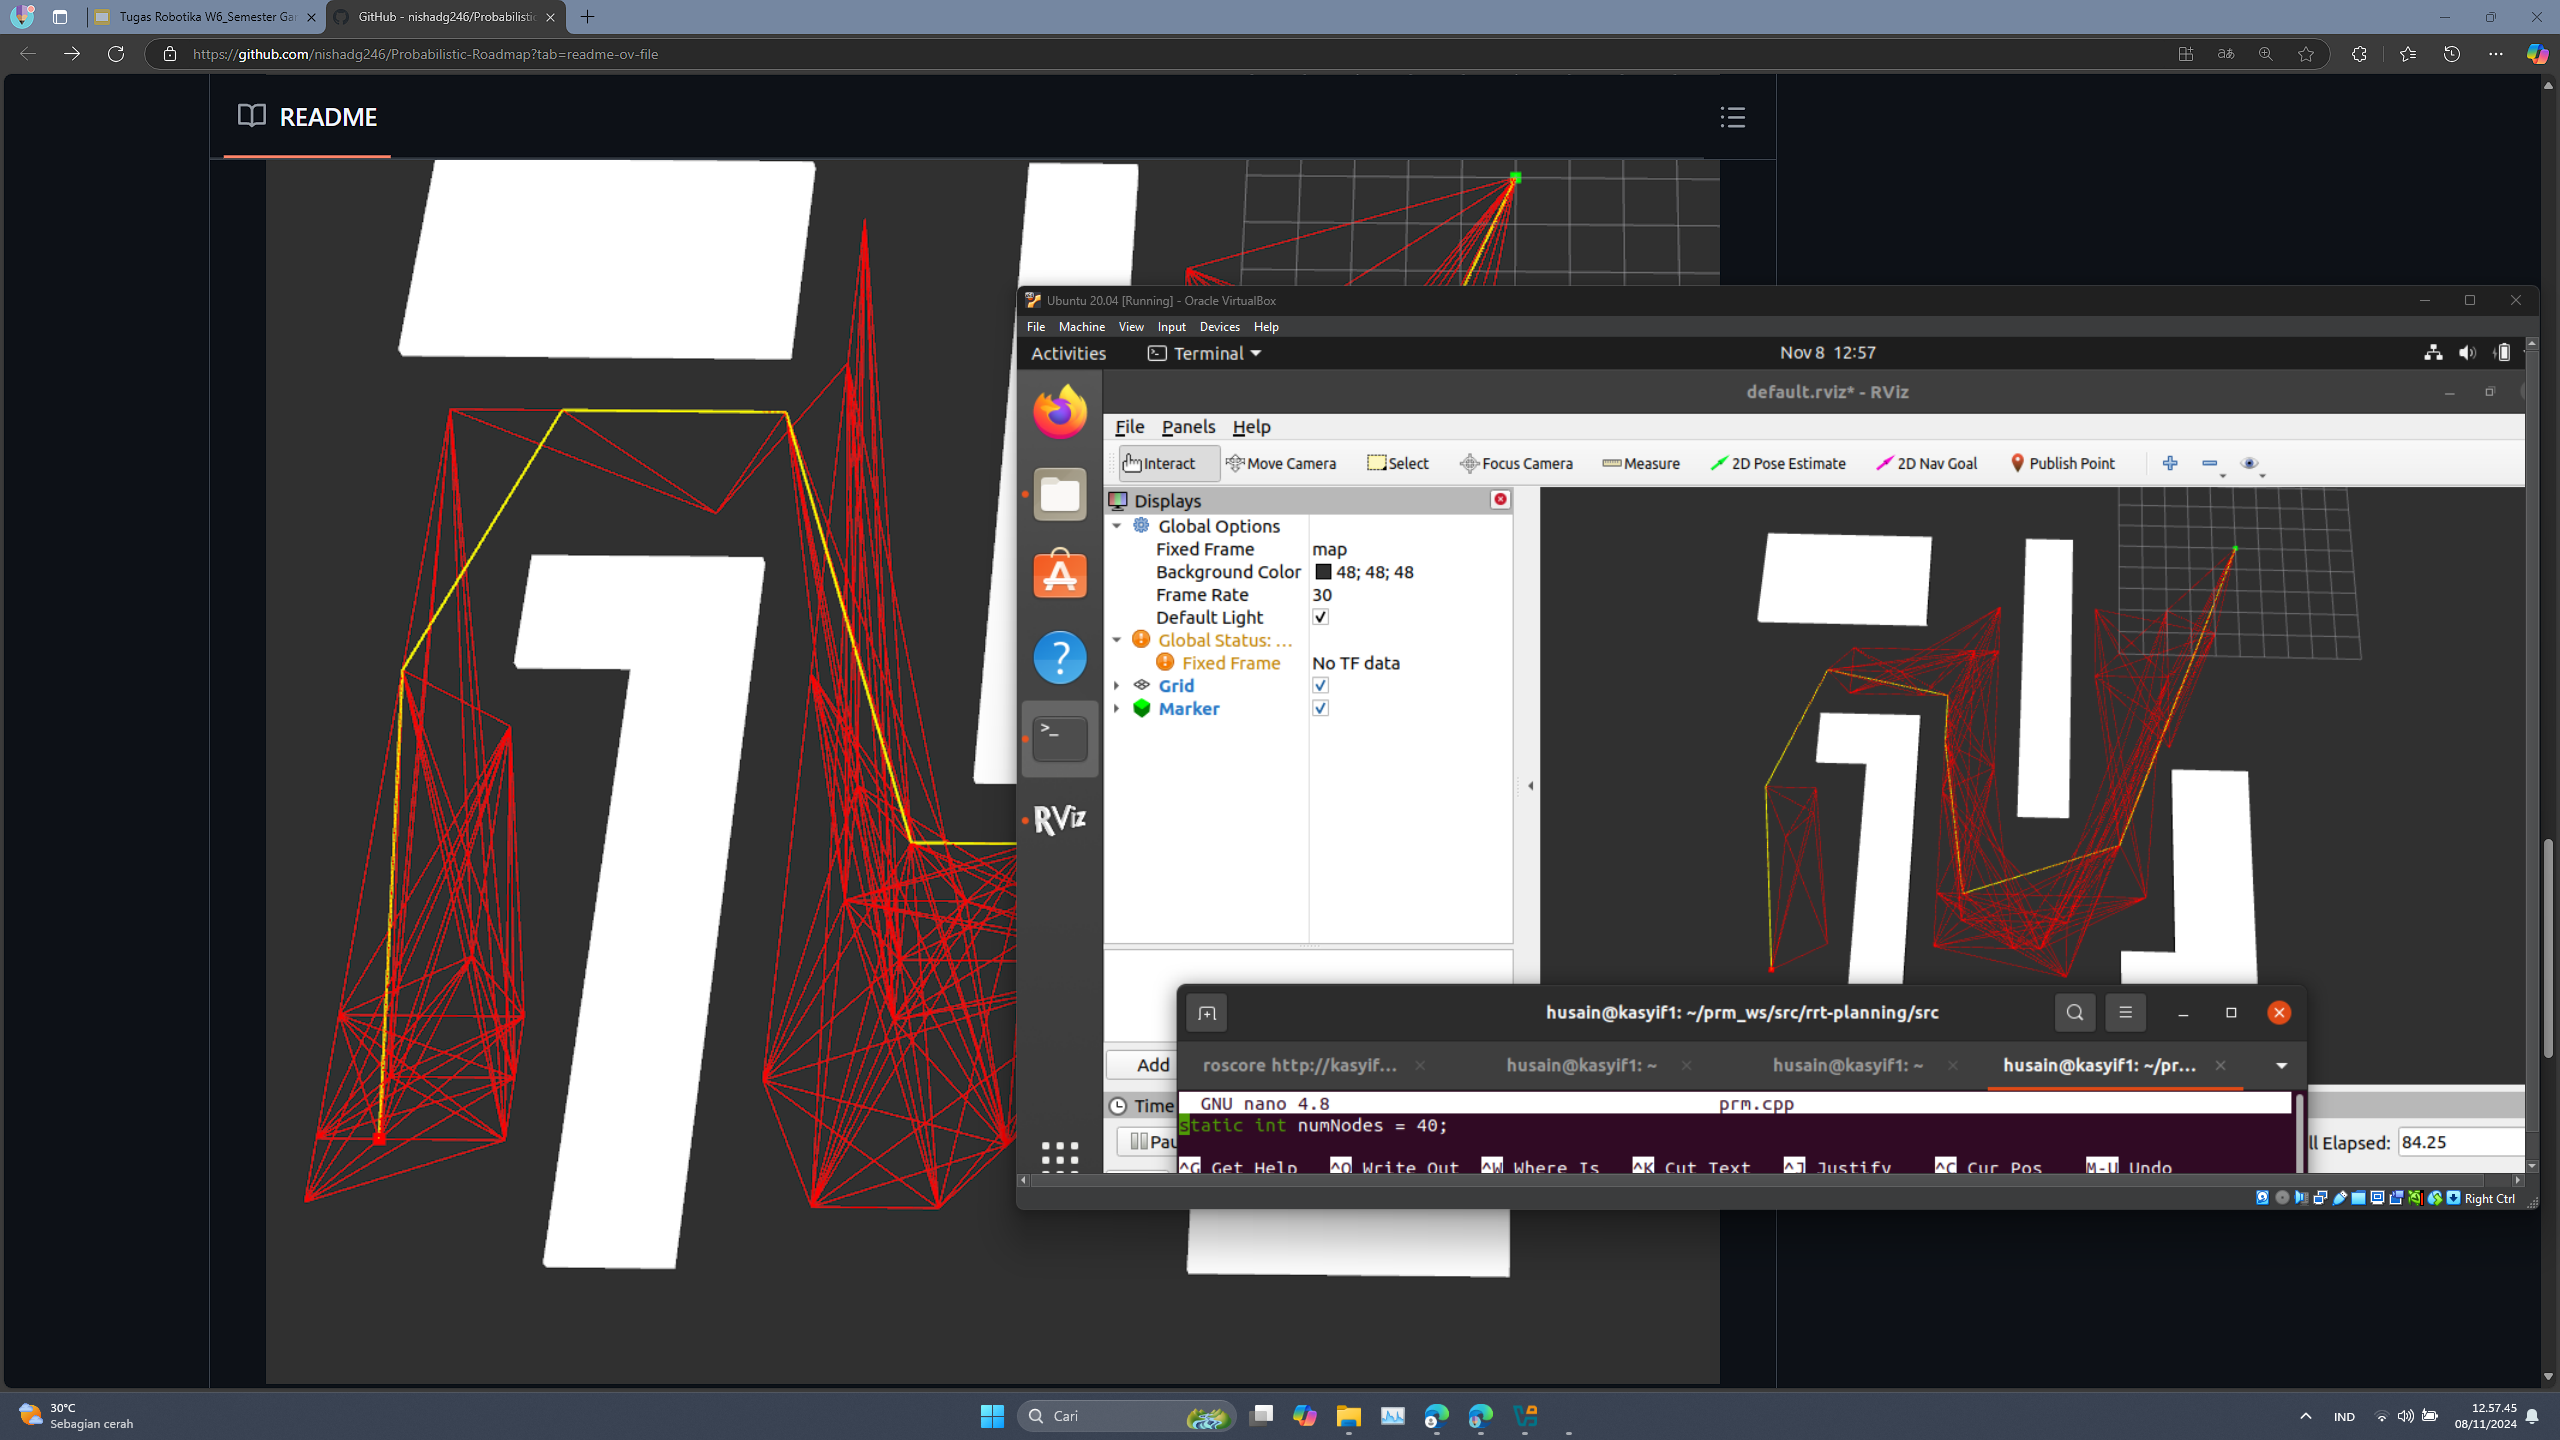 Tugas Robotika W6_Semester Gar
GitHub - nishadg246/Probabilistic
https://github.com/nishadg246/Probabilistic-Roadmap?tab=readme-ov-file
README
Ubuntu 20.04 [Running] - Oracle VirtualBox
File Machine View Input Devices Help
Activities Terminal Nov 8 12:57
default.rviz* - RViz
File Panels Help
Interact Move Camera Select Focus Camera Measure 2D Pose Estimate 2D Nav Goal Publish Point
Displays
Global Options
Fixed Frame map
Background Color 48; 48; 48
Frame Rate 30
Default Light
Global Status: ...
Fixed Frame No TF data
Grid
Marker
RViz
Add
Time
Pau
husain@kasyif1: ~/prm_ws/src/rrt-planning/src
roscore http://kasyif... husain@kasyif1: ~ husain@kasyif1: ~ husain@kasyif1: ~/pr...
GNU nano 4.8 prm.cpp
static int numNodes = 40;
^G Get Help ^O Write Out ^W Where Is ^K Cut Text ^J Justify ^C Cur Pos M-U Undo
ll Elapsed: 84.25
Right Ctrl
30°C
Sebagian cerah
Cari
IND
12.57.45
08/11/2024